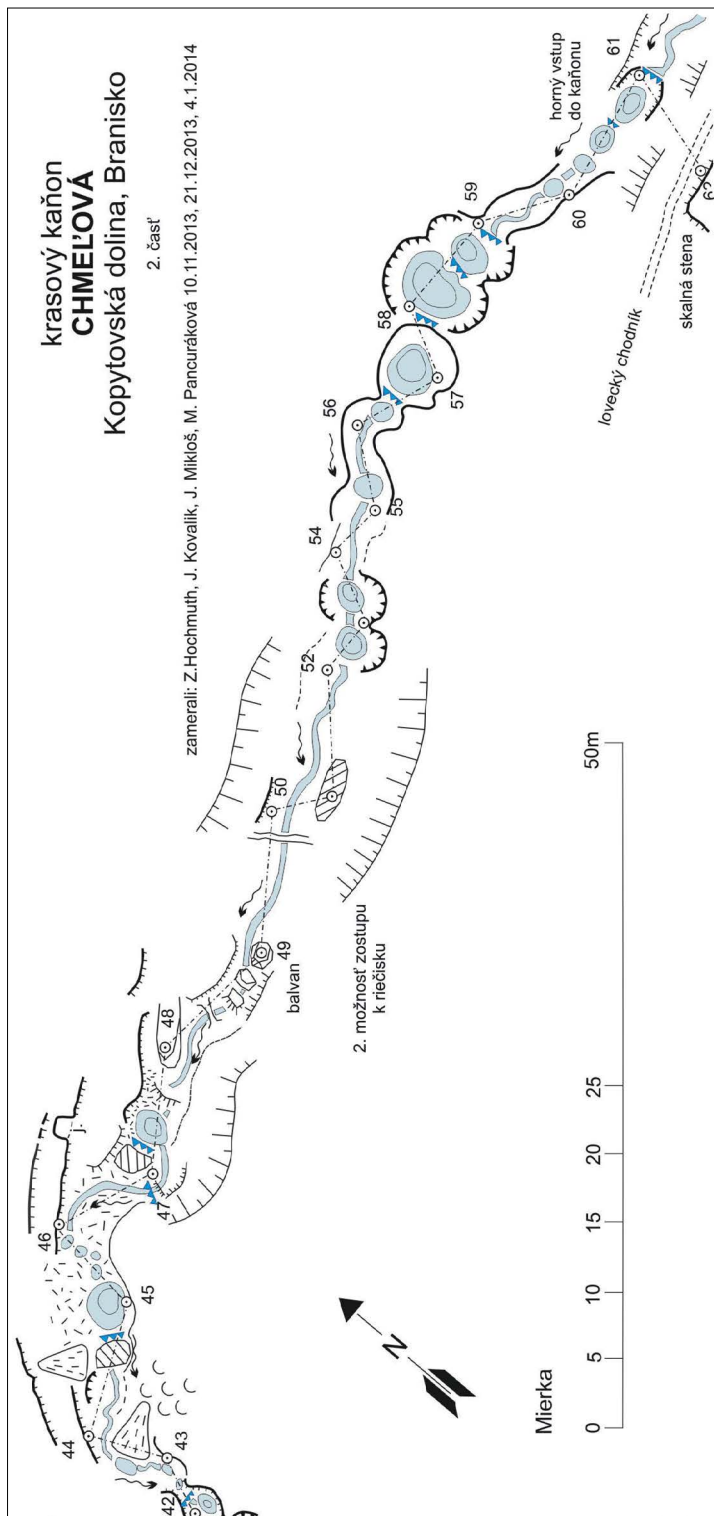 krasový kaňon
CHMEĽOVÁ
Kopytovská dolina, Branisko
2. časť
zamerali: Z.Hochmuth, J. Kovalik, J. Mikloš, M. Pancuráková 10.11.2013, 21.12.2013, 4.1.2014
42
43
44
45
46
j.
47
48
49
balvan
50
2. možnosť zostupu
k riečisku
52
54
55
56
57
58
59
60
horný vstup
do kaňonu
61
62
skalná stena
lovecký chodník
N
Mierka
0
5
10
15
20
25
50m